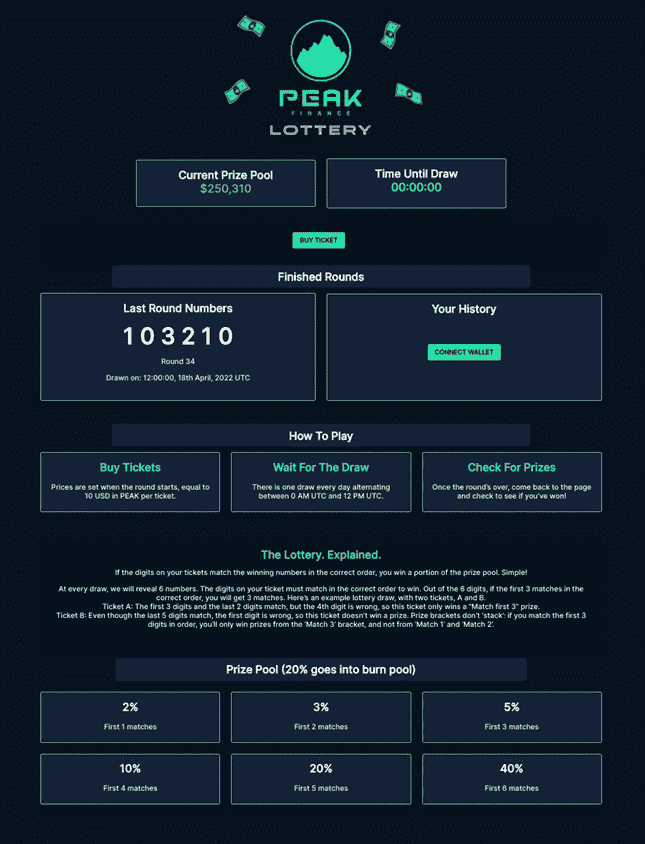 PEAK
FINANCE
LOTTERY
Current Prize Pool
$250,310
Time Until Draw
00:00:00
BUY TICKET
Finished Rounds
Last Round Numbers
103210
Round 34
Drawn on: 12:00:00, 18th April, 2022 UTC
Your History
CONNECT WALLET
How To Play
Buy Tickets
Prices are set when the round starts, equal to
10 USD in PEAK per ticket.
Wait For The Draw
There is one draw every day alternating
between 0 AM UTC and 12 PM UTC.
Check For Prizes
Once the round's over, come back to the page
and check to see if you've won!
The Lottery. Explained.
If the digits on your tickets match the winning numbers in the correct order, you win a portion of the prize pool. Simple!
At every draw, we will reveal 6 numbers. The digits on your ticket must match in the correct order to win. Out of the 6 digits, if the first 3 matches in the
correct order, you will get 3 matches. Here's an example lottery draw, with two tickets, A and B.
Ticket A: The first 3 digits and the last 2 digits match, but the 4th digit is wrong, so this ticket only wins a "Match first 3" prize.
Ticket B: Even though the last 5 digits match, the first digit is wrong, so this ticket doesn't win a prize. Prize brackets don't 'stack': if you match the first 3
digits in order, you'll only win prizes from the 'Match 3' bracket, and not from 'Match 1' and 'Match 2'.
Prize Pool (20% goes into burn pool)
2%
First 1 matches
3%
First 2 matches
5%
First 3 matches
10%
First 4 matches
20%
First 5 matches
40%
First 6 matches